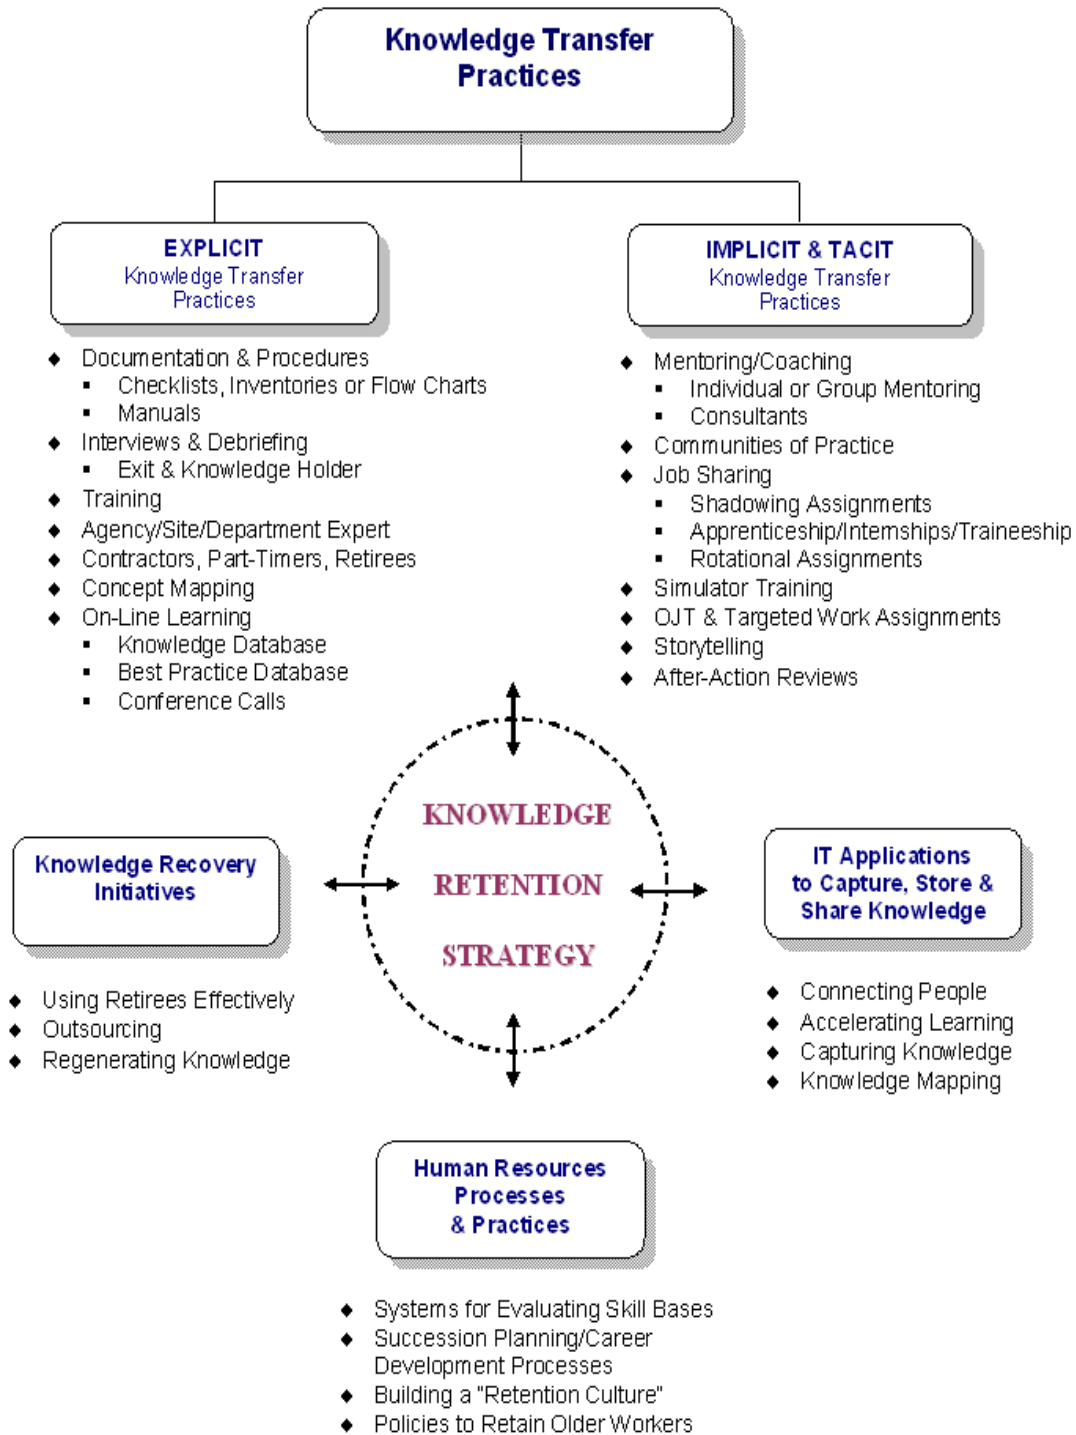 Knowledge Transfer
Practices
EXPLICIT
Knowledge Transfer
Practices
Documentation & Procedures
Checklists, Inventories or Flow Charts
Manuals
Interviews & Debriefing
Exit & Knowledge Holder
Training
Agency/Site/Department Expert
Contractors, Part-Timers, Retirees
Concept Mapping
On-Line Learning
Knowledge Database
Best Practice Database
Conference Calls
IMPLICIT & TACIT
Knowledge Transfer
Practices
Mentoring/Coaching
Individual or Group Mentoring
Consultants
Communities of Practice
Job Sharing
Shadowing Assignments
Apprenticeship/Internships/Traineeship
Rotational Assignments
Simulator Training
OJT & Targeted Work Assignments
Storytelling
After-Action Reviews
KNOWLEDGE
RETENTION
STRATEGY
Knowledge Recovery
Initiatives
Using Retirees Effectively
Outsourcing
Regenerating Knowledge
IT Applications
to Capture, Store &
Share Knowledge
Connecting People
Accelerating Learning
Capturing Knowledge
Knowledge Mapping
Human Resources
Processes
& Practices
Systems for Evaluating Skill Bases
Succession Planning/Career
Development Processes
Building a "Retention Culture"
Policies to Retain Older Workers